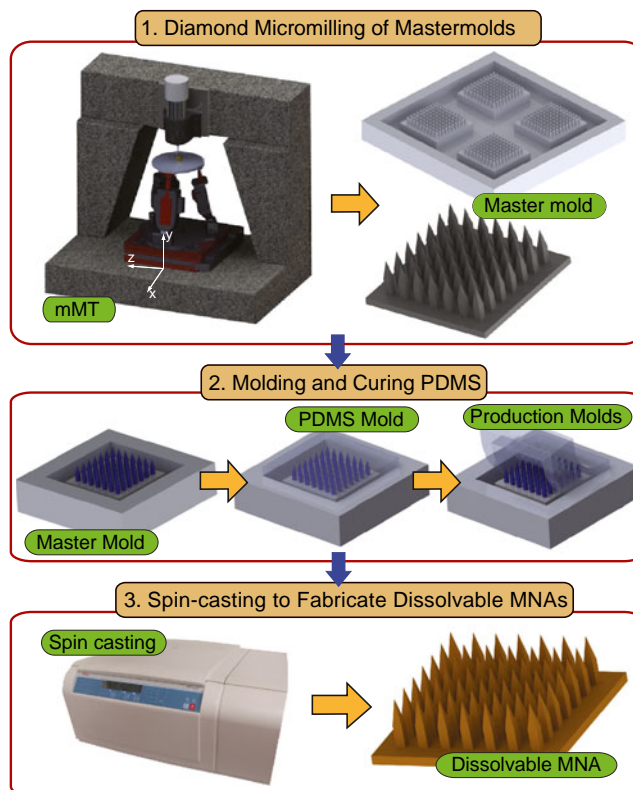 1. Diamond Micromilling of Mastermolds
Master mold
y
z
x
mMT
2. Molding and Curing PDMS
PDMS Mold
Production Molds
Master Mold
3. Spin-casting to Fabricate Dissolvable MNAs
Spin casting
Dissolvable MNA